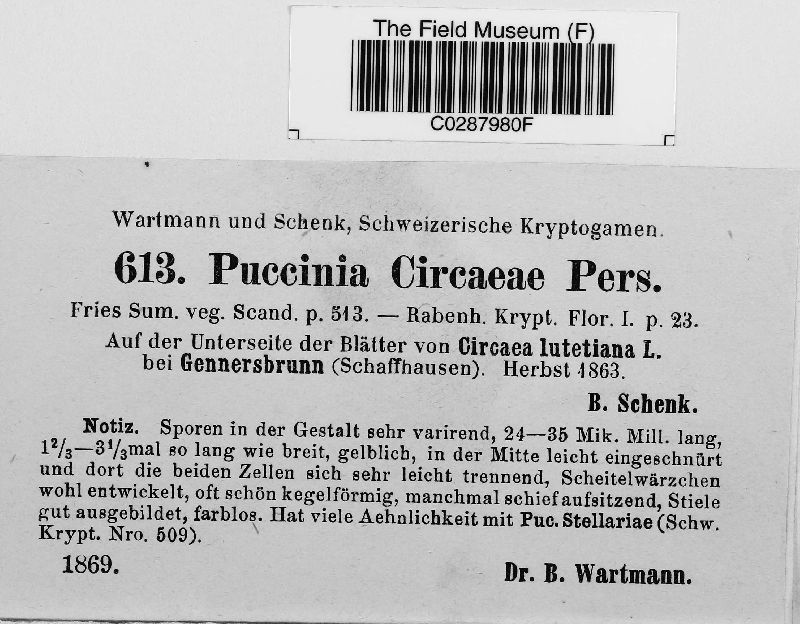 The Field Museum (F)
C0287980F
Wartmann und Schenk, Schweizerische Kryptogamen.
613. Puccinia Circaeae Pers.
Fries Sum. veg. Scand. p. 513. — Rabenh. Krypt. Flor. I. p. 23.
Auf der Unterseite der Blätter von Circaea lutetiana L.
bei Gennersbrunn (Schaffhausen). Herbst 1863.
B. Schenk.
Notiz. Sporen in der Gestalt sehr varirend, 24—35 Mik. Mill. lang,
1²/₃—3¹/₃mal so lang wie breit, gelblich, in der Mitte leicht eingeschnürt
und dort die beiden Zellen sich sehr leicht trennend, Scheitelwärzchen
wohl entwickelt, oft schön kegelförmig, manchmal schief aufsitzend, Stiele
gut ausgebildet, farblos. Hat viele Aehnlichkeit mit Puc. Stellariae (Schw.
Krypt. Nro. 509).
1869.
Dr. B. Wartmann.